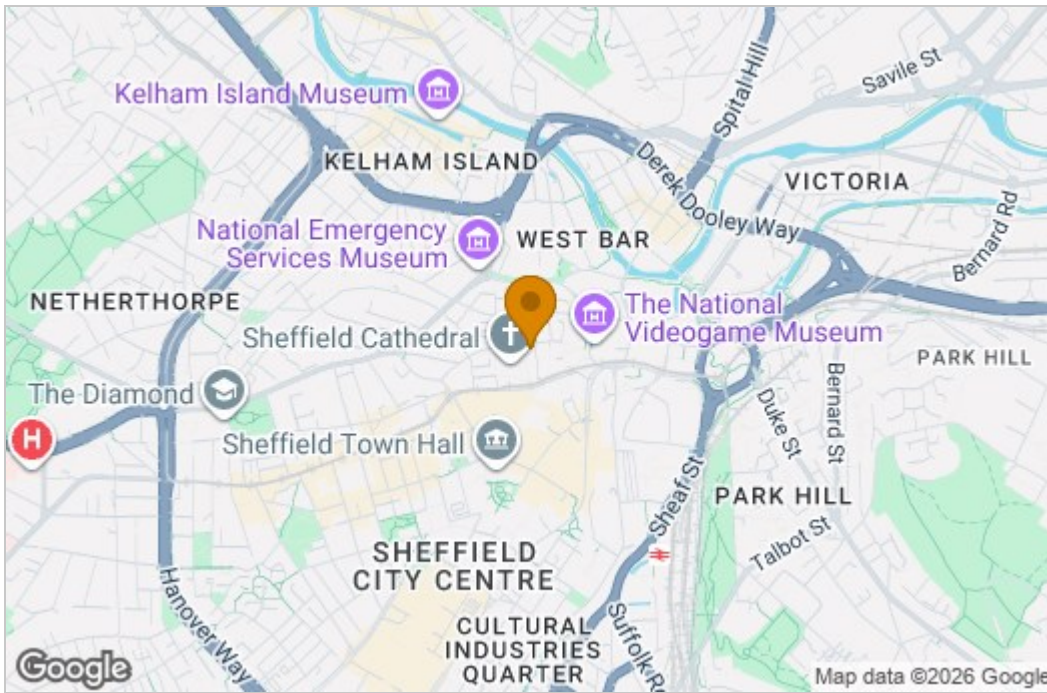 Kelham Island Museum
Savile St
Spital Hill
KELHAM ISLAND
Derek Dooley Way
VICTORIA
Bernard Rd
National Emergency
Services Museum
WEST BAR
NETHERTHORPE
The National
Videogame Museum
Sheffield Cathedral
PARK HILL
The Diamond
Bernard St
Duke St
H
Sheffield Town Hall
Sheaf St
PARK HILL
Talbot St
SHEFFIELD
CITY CENTRE
Hanover Way
CULTURAL
INDUSTRIES
QUARTER
Suffolk R
Google
Map data ©2026 Google